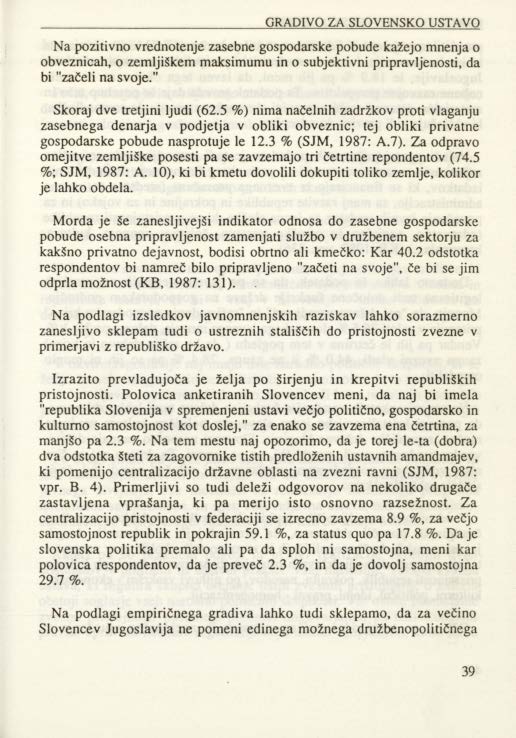 GRADIVO ZA SLOVENSKO USTAVO
Na pozitivno vrednotenje zasebne gospodarske pobude kažejo mnenja o
obveznicah, o zemljiškem maksimumu in o subjektivni pripravljenosti, da
bi "začeli na svoje."
Skoraj dve tretjini ljudi (62.5 %) nima načelnih zadržkov proti vlaganju
zasebnega denarja v podjetja v obliki obveznic; tej obliki privatne
gospodarske pobude nasprotuje le 12.3 % (SJM, 1987: A.7). Za odpravo
omejitve zemljiške posesti pa se zavzemajo tri četrtine repondentov (74.5
%; SJM, 1987: A. 10), ki bi kmetu dovolili dokupiti toliko zemlje, kolikor
je lahko obdela.
Morda je še zanesljivejši indikator odnosa do zasebne gospodarske
pobude osebna pripravljenost zamenjati službo v družbenem sektorju za
kakšno privatno dejavnost, bodisi obrtno ali kmečko: Kar 40.2 odstotka
respondentov bi namreč bilo pripravljeno "začeti na svoje", če bi se jim
odprla možnost (KB, 1987: 131).
Na podlagi izsledkov javnomnenjskih raziskav lahko sorazmerno
zanesljivo sklepam tudi o ustreznih stališčih do pristojnosti zvezne v
primerjavi z republiško državo.
Izrazito prevladujoča je želja po širjenju in krepitvi republiških
pristojnosti. Polovica anketiranih Slovencev meni, da naj bi imela
"republika Slovenija v spremenjeni ustavi večjo politično, gospodarsko in
kulturno samostojnost kot doslej," za enako se zavzema ena četrtina, za
manjšo pa 2.3 %. Na tem mestu naj opozorimo, da je torej le-ta (dobra)
dva odstotka šteti za zagovornike tistih predloženih ustavnih amandmajev,
ki pomenijo centralizacijo državne oblasti na zvezni ravni (SJM, 1987:
vpr. B. 4). Primerljivi so tudi deleži odgovorov na nekoliko drugače
zastavljena vprašanja, ki pa merijo isto osnovno razsežnost. Za
centralizacijo pristojnosti v federaciji se izrecno zavzema 8.9 %, za večjo
samostojnost republik in pokrajin 59.1 %, za status quo pa 17.8 %. Da je
slovenska politika premalo ali pa da sploh ni samostojna, meni kar
polovica respondentov, da je preveč 2.3 %, in da je dovolj samostojna
29.7 %.
Na podlagi empiričnega gradiva lahko tudi sklepamo, da za večino
Slovencev Jugoslavija ne pomeni edinega možnega družbenopolitičnega
39